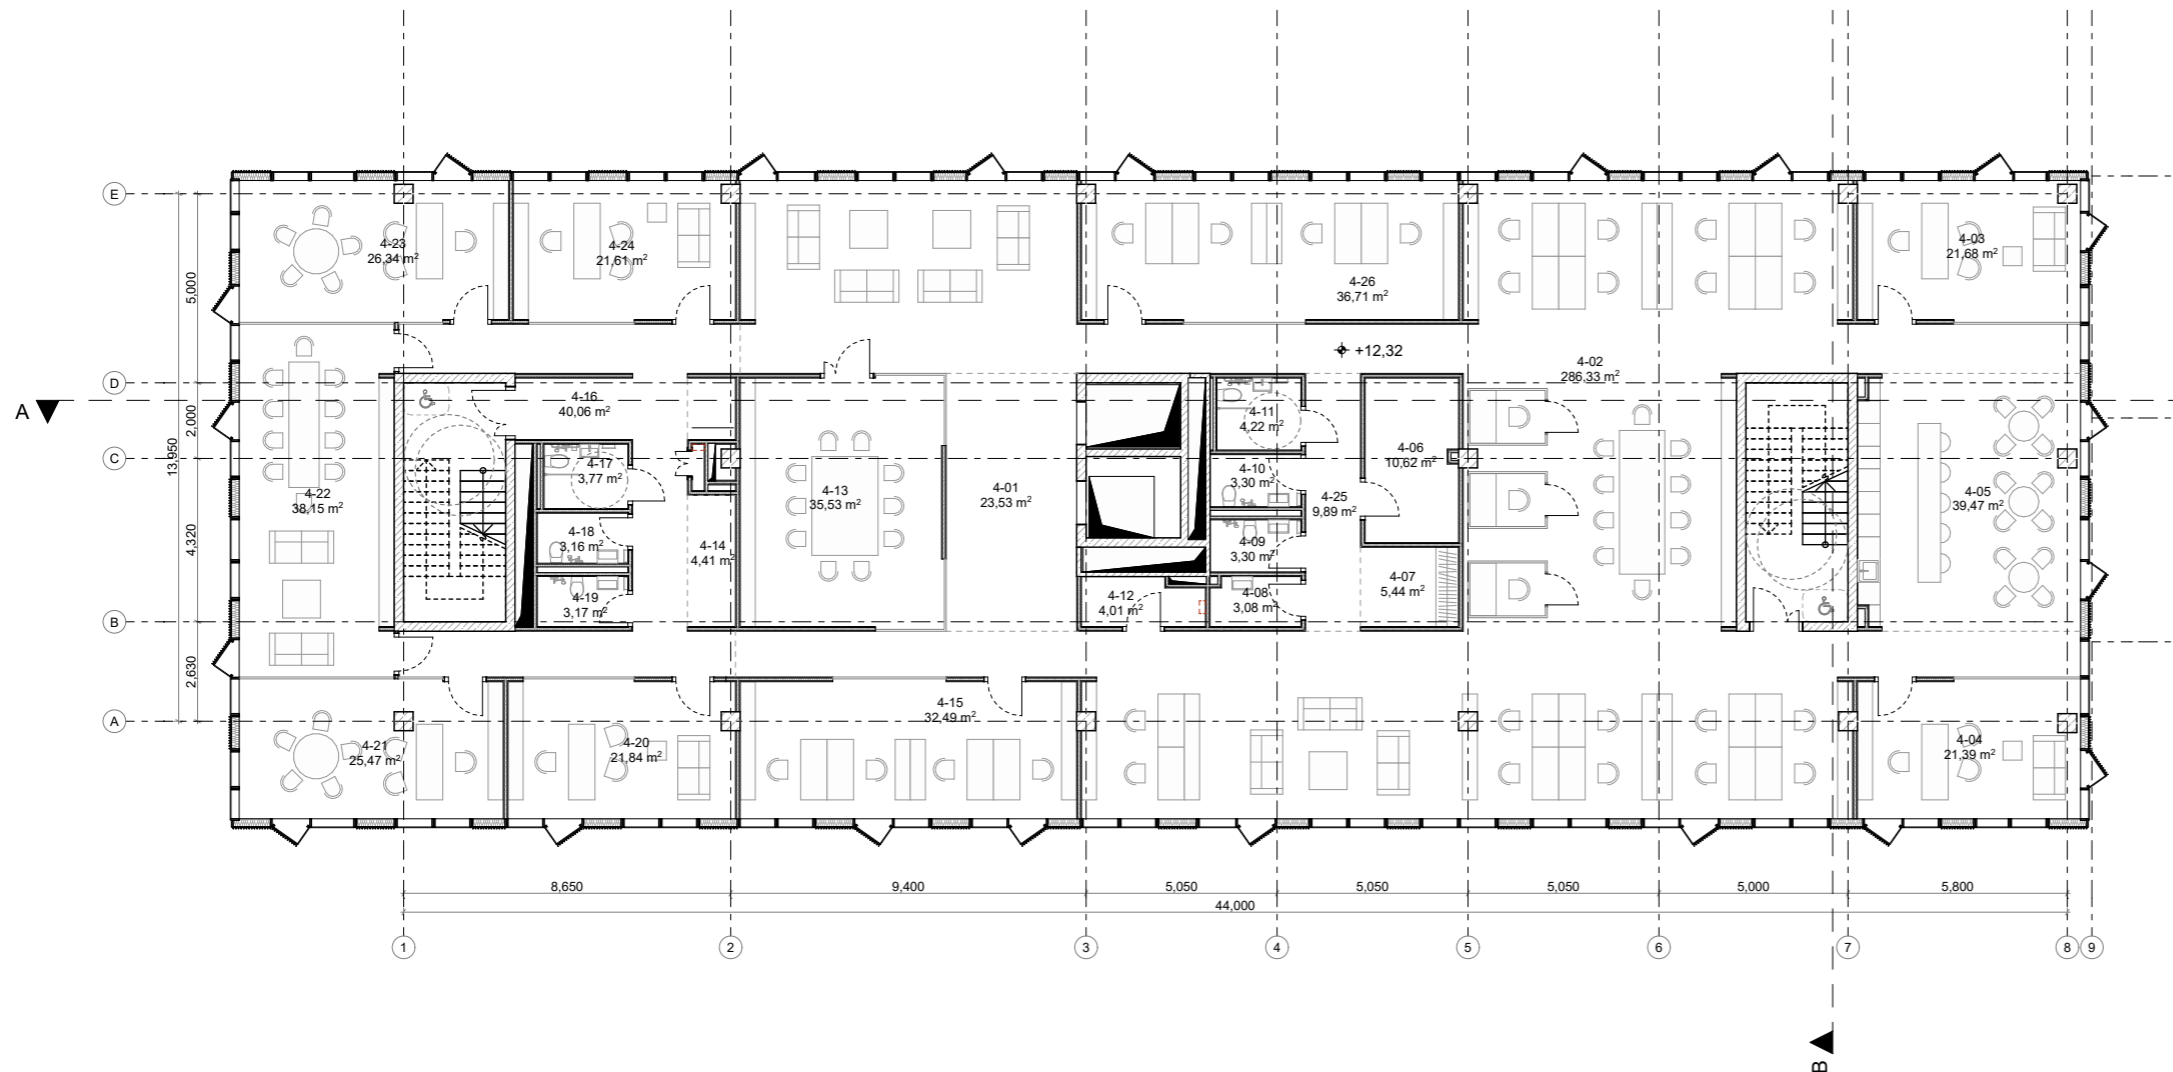 E
4-23
26,34 m²
4-24
21,61 m²
4-26
36,71 m²
4-03
21,68 m²
5,000
+12,32
4-02
286,33 m²
D
A
4-16
40,06 m²
4-11
4,22 m²
2,000
13,950
C
4-17
3,77 m²
4-06
10,62 m²
4-10
3,30 m²
4-22
38,15 m²
4-13
35,53 m²
4-01
23,53 m²
4-25
9,89 m²
4-05
39,47 m²
4,320
4-18
3,16 m²
4-14
4,41 m²
4-09
3,30 m²
4-07
5,44 m²
4-19
3,17 m²
4-12
4,01 m²
4-08
3,08 m²
B
2,630
4-15
32,49 m²
A
4-21
25,47 m²
4-20
21,84 m²
4-04
21,39 m²
8,650
9,400
5,050
5,050
5,050
5,000
5,800
44,000
1
2
3
4
5
6
7
8
9
B